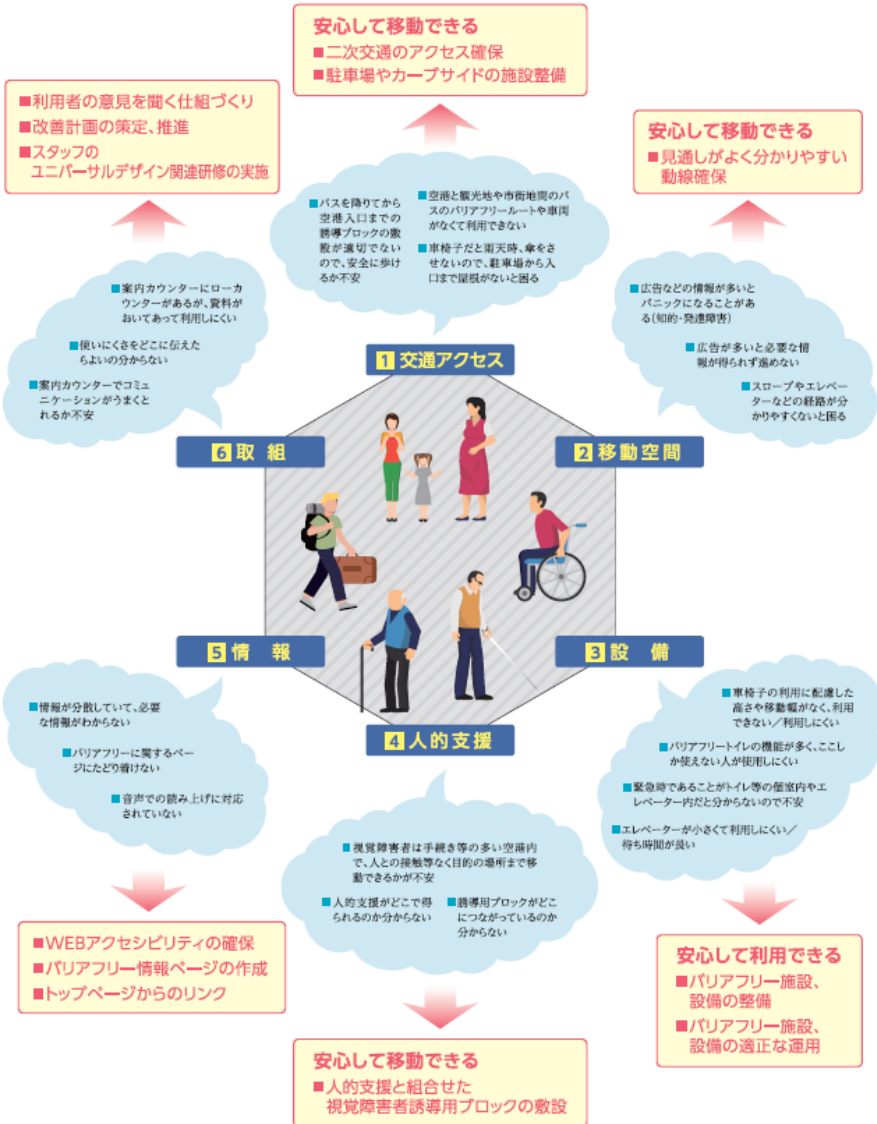 安心して移動できる
■二次交通のアクセス確保
■駐車場やカーブサイドの施設整備
■利用者の意見を聞く仕組づくり
■改善計画の策定、推進
■スタッフの
ユニバーサルデザイン関連研修の実施
安心して移動できる
■見通しがよく分かりやすい
動線確保
■バスを降りてから
空港入口までの
誘導ブロックの敷
設が適切でない
ので、安全に歩け
るか不安
■空港と観光地や市街地間のバ
スのバリアフリールートや車両
がなくて利用できない
■車椅子だと雨天時、傘をさ
せないので、駐車場から入
口まで屋根がないと困る
■案内カウンターにローカ
ウンターがあるが、資料が
おいてあって利用しにくい
■使いにくさをどこに伝えた
らよいの分からない
■案内カウンターでコミュ
ニケーションがうまくと
れるか不安
■広告などの情報が多いと
パニックになることがあ
る(知的・発達障害)
■広告が多いと必要な情
報が得られず進めない
■スロープやエレベー
ターなどの経路が分
かりやすくないと困る
1 交通アクセス
6 取組
2 移動空間
5 情報
3 設備
4 人的支援
■情報が分散していて、必要
な情報がわからない
■バリアフリーに関するペー
ジにたどり着けない
■音声での読み上げに対応
されていない
■車椅子の利用に配慮した
高さや移動幅がなく、利用
できない/利用しにくい
■バリアフリートイレの機能が多く、ここし
か使えない人が使用しにくい
■緊急時であることがトイレ等の個室内やエ
レベーター内だと分からないので不安
■エレベーターが小さくて利用しにくい/
待ち時間が長い
■視覚障害者は手続き等の多い空港内
で、人との接触等なく目的の場所まで移
動できるかが不安
■人的支援がどこで得
られるのか分からない
■誘導用ブロックがどこ
につながっているのか
分からない
■WEBアクセシビリティの確保
■バリアフリー情報ページの作成
■トップページからのリンク
安心して利用できる
■バリアフリー施設、
設備の整備
■バリアフリー施設、
設備の適正な運用
安心して移動できる
■人的支援と組合せた
視覚障害者誘導用ブロックの敷設